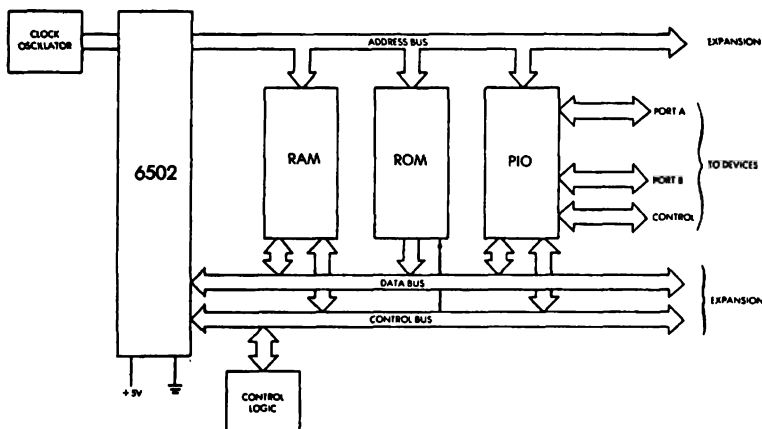 CLOCK
OSCILLATOR
ADDRESS BUS
EXPANSION
6502
RAM
ROM
PIO
PORT A
PORT B
CONTROL
TO DEVICES
DATA BUS
CONTROL BUS
EXPANSION
+5V
CONTROL
LOGIC